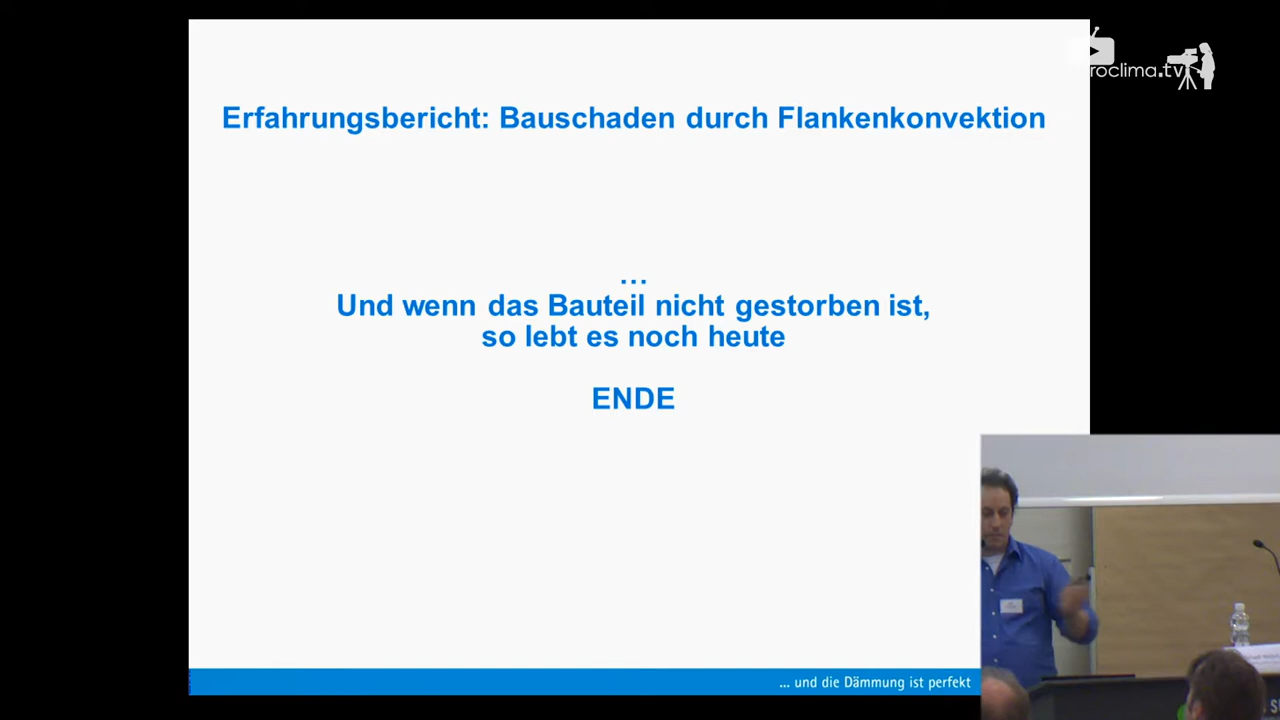 roclima.tv
Erfahrungsbericht: Bauschaden durch Flankenkonvektion
...
Und wenn das Bauteil nicht gestorben ist,
so lebt es noch heute
ENDE
... und die Dämmung ist perfekt